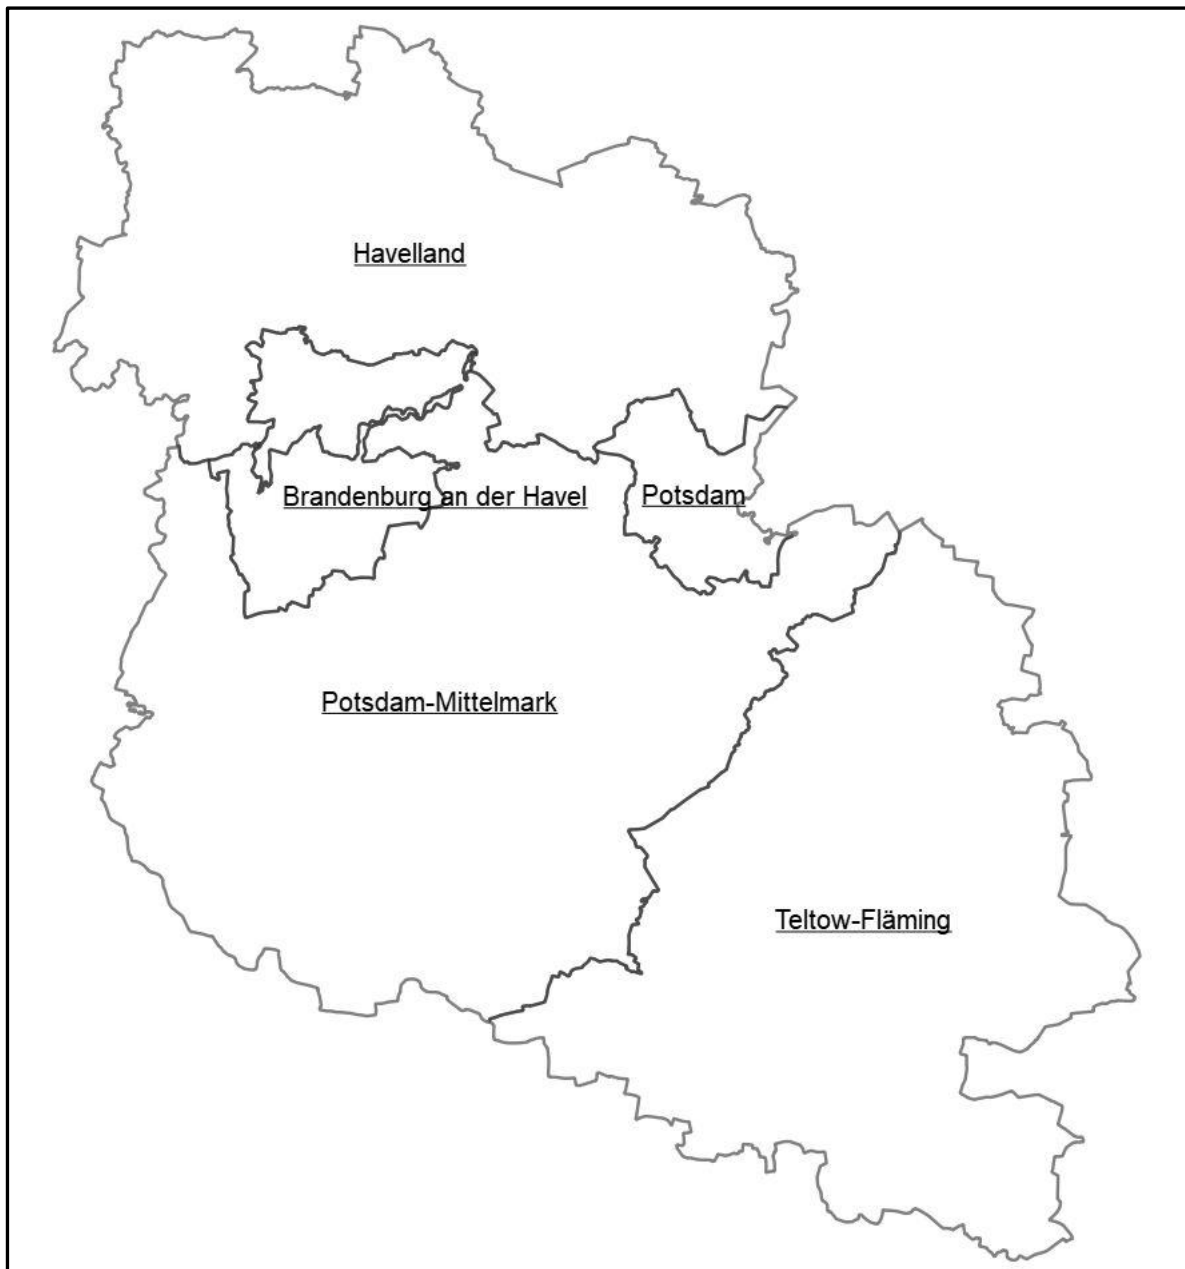 Havelland
Brandenburg an der Havel
Potsdam
Potsdam-Mittelmark
Teltow-Fläming